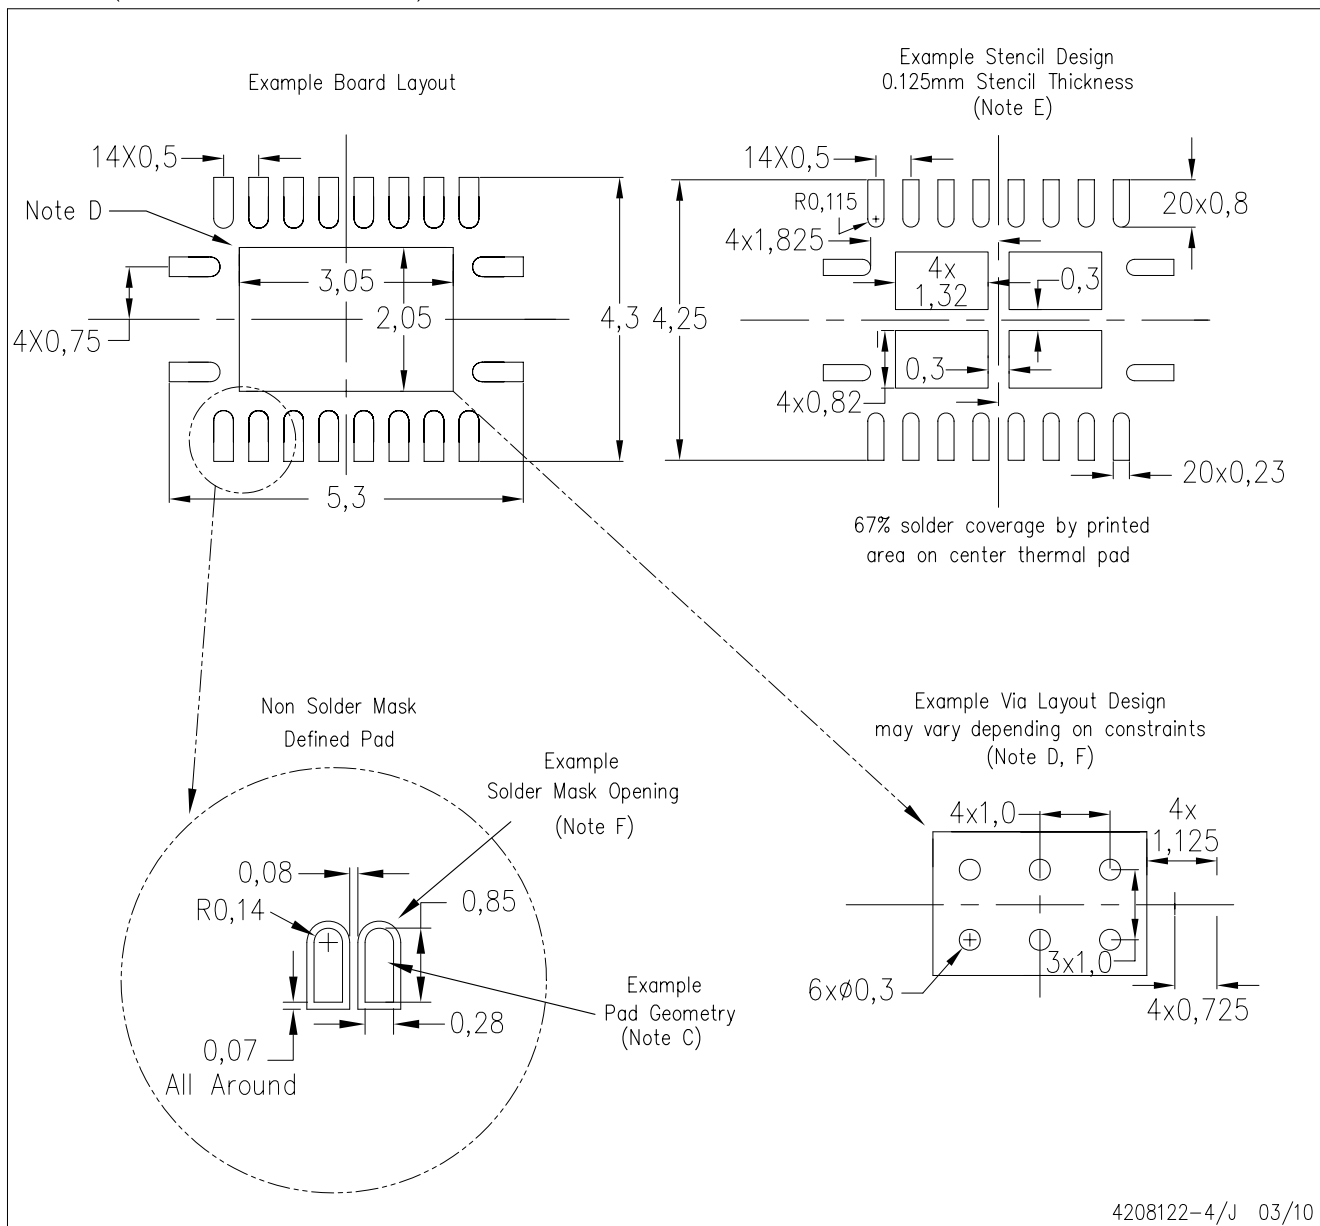 Example Board Layout
14X0,5
Note D
3,05
2,05
4X0,75
4,3
5,3
Example Stencil Design
0.125mm Stencil Thickness
(Note E)
14X0,5
R0,115
20x0,8
4x1,825
4x
1,32
0,3
4,25
0,3
4x0,82
20x0,23
67% solder coverage by printed
area on center thermal pad
Non Solder Mask
Defined Pad
Example
Solder Mask Opening
(Note F)
0,08
R0,14
0,85
Example
Pad Geometry
(Note C)
0,28
0,07
All Around
Example Via Layout Design
may vary depending on constraints
(Note D, F)
4x1,0
4x
1,125
3x1,0
6xø0,3
4x0,725
4208122-4/J 03/10